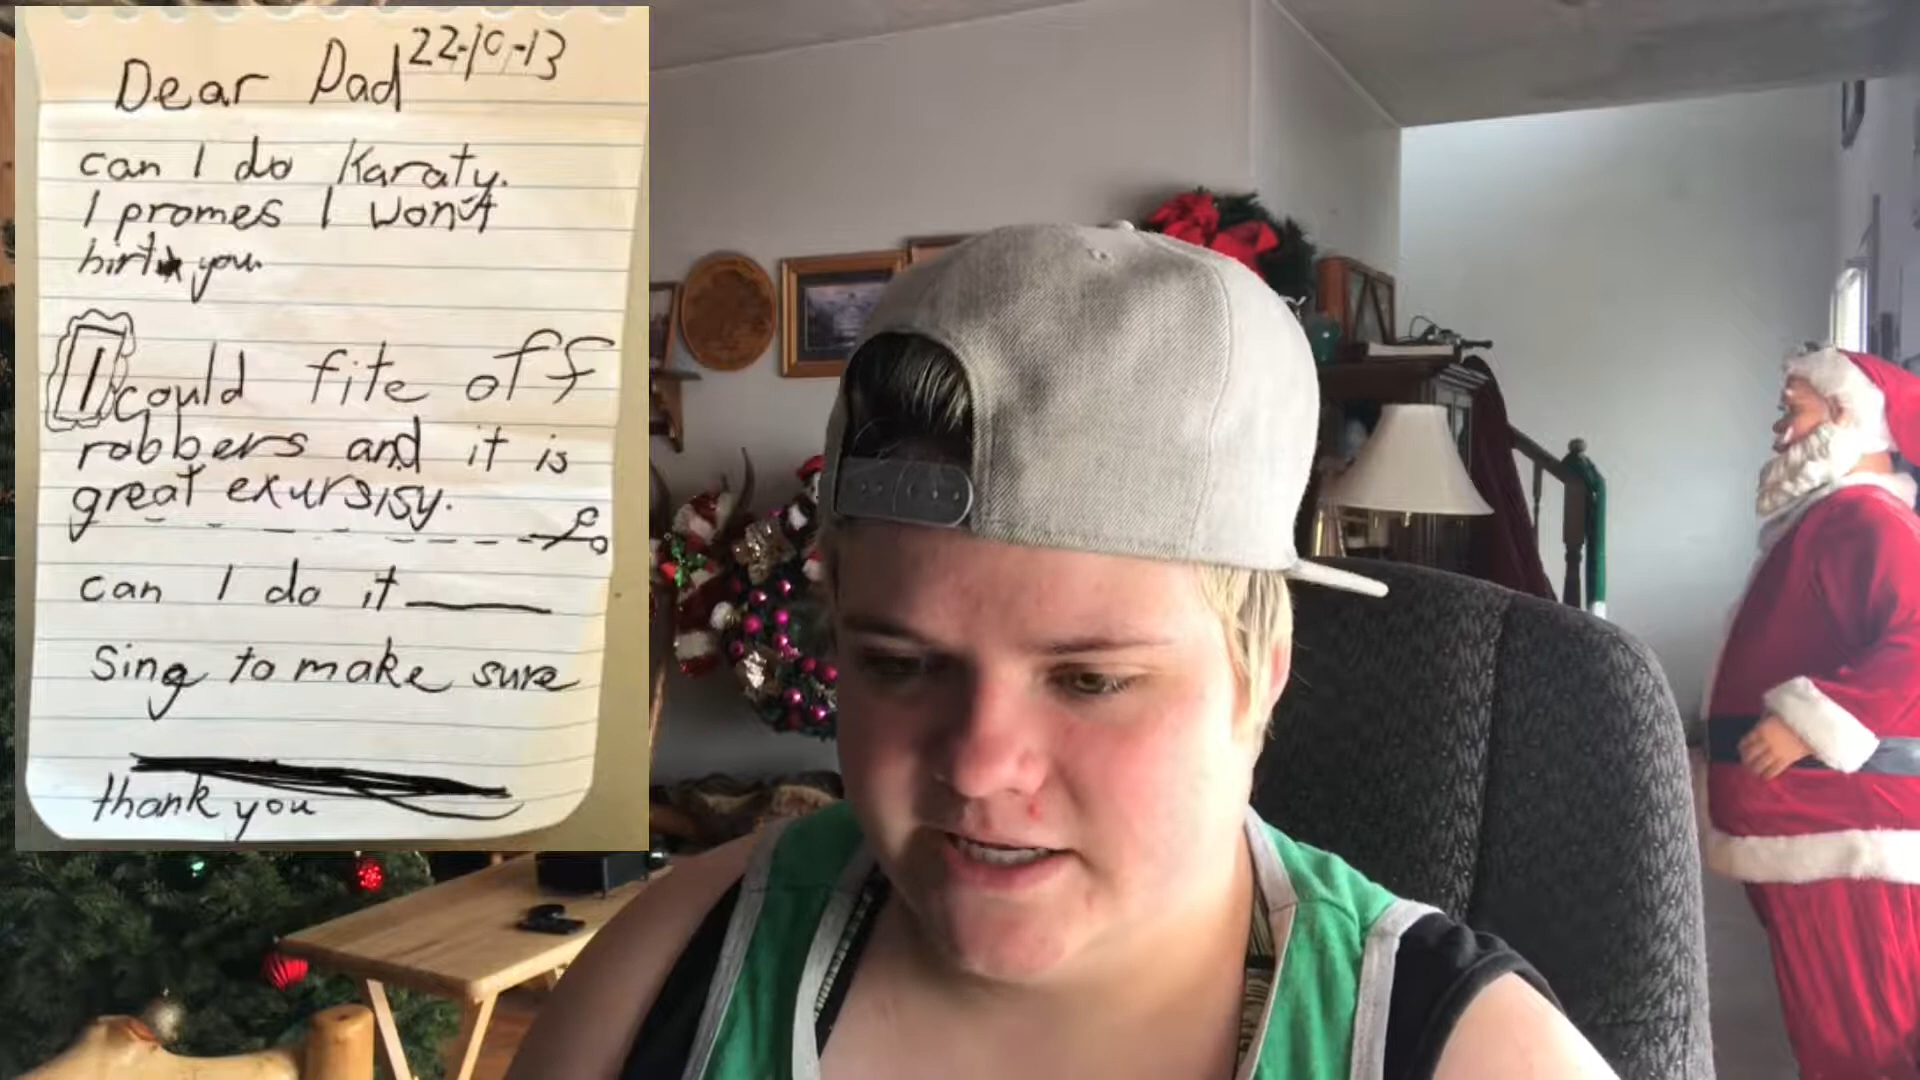 22-10-13
Dear Dad
can I do Karaty.
I promes I won't
hirt you
I could fite off
robbers and it is
great exursisy.
can I do it
Sing to make sure
thank you